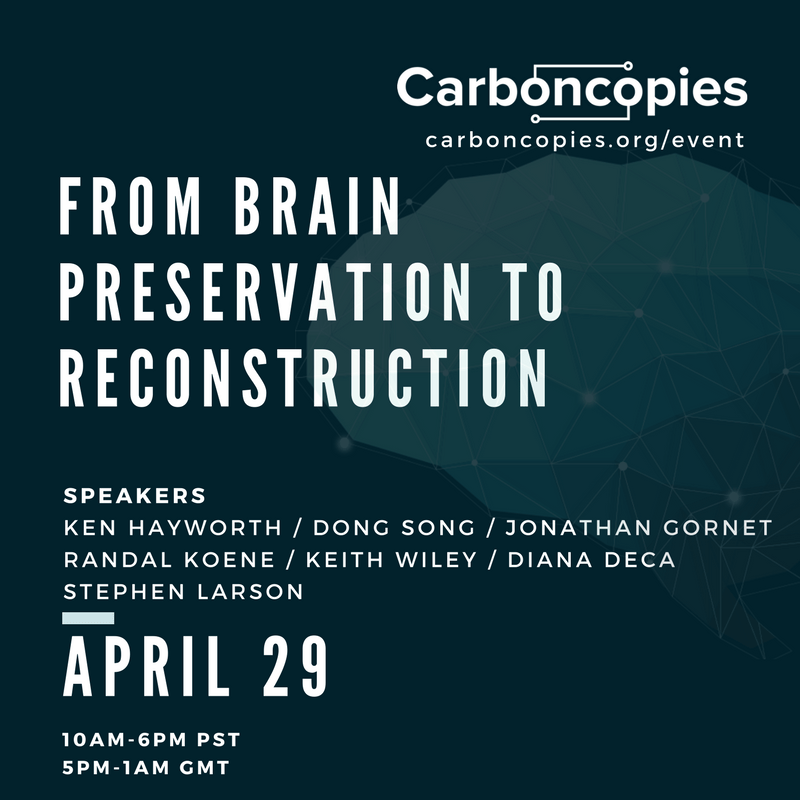 Carboncopies
carboncopies.org/event
FROM BRAIN
PRESERVATION TO
RECONSTRUCTION
SPEAKERS
KEN HAYWORTH / DONG SONG / JONATHAN GORNET
RANDAL KOENE / KEITH WILEY / DIANA DECA
STEPHEN LARSON
APRIL 29
10AM-6PM PST
5PM-1AM GMT